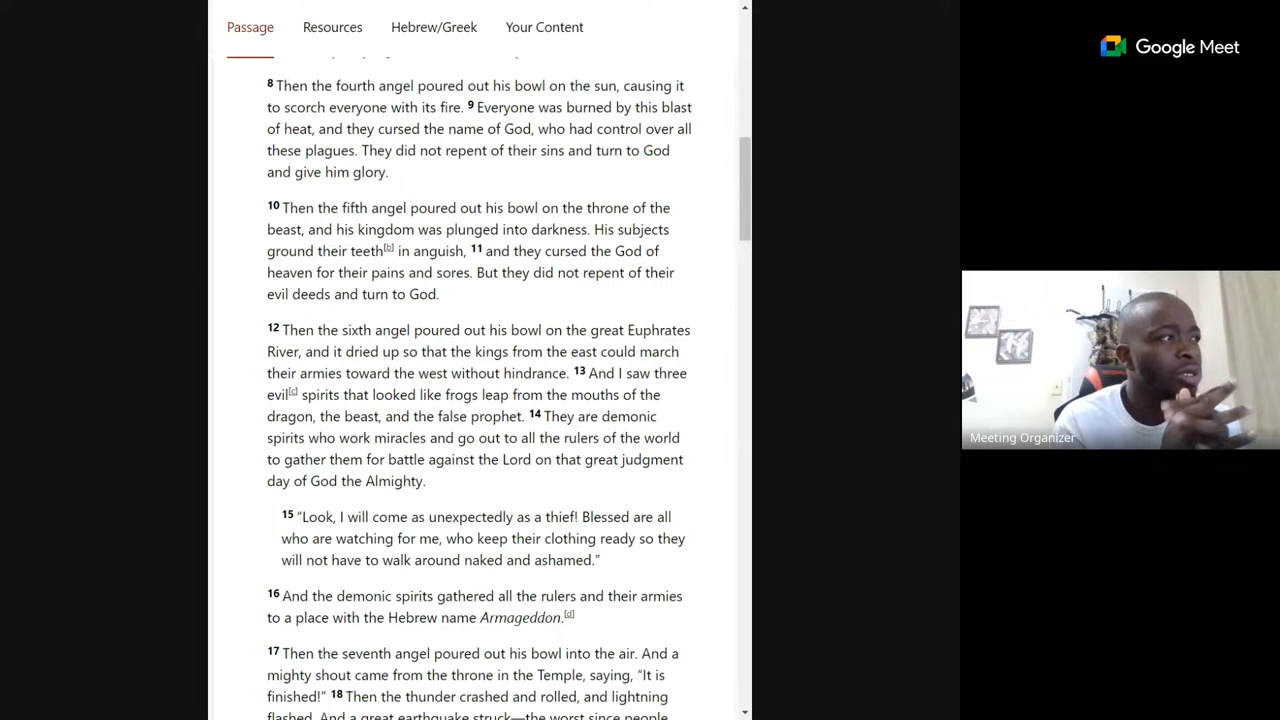 Passage Resources Hebrew/Greek Your Content
8 Then the fourth angel poured out his bowl on the sun, causing it
to scorch everyone with its fire. 9 Everyone was burned by this blast
of heat, and they cursed the name of God, who had control over all
these plagues. They did not repent of their sins and turn to God
and give him glory.
10 Then the fifth angel poured out his bowl on the throne of the
beast, and his kingdom was plunged into darkness. His subjects
ground their teeth[b] in anguish, 11 and they cursed the God of
heaven for their pains and sores. But they did not repent of their
evil deeds and turn to God.
12 Then the sixth angel poured out his bowl on the great Euphrates
River, and it dried up so that the kings from the east could march
their armies toward the west without hindrance. 13 And I saw three
evil[c] spirits that looked like frogs leap from the mouths of the
dragon, the beast, and the false prophet. 14 They are demonic
spirits who work miracles and go out to all the rulers of the world
to gather them for battle against the Lord on that great judgment
day of God the Almighty.
15 “Look, I will come as unexpectedly as a thief! Blessed are all
who are watching for me, who keep their clothing ready so they
will not have to walk around naked and ashamed.”
16 And the demonic spirits gathered all the rulers and their armies
to a place with the Hebrew name Armageddon.[d]
17 Then the seventh angel poured out his bowl into the air. And a
mighty shout came from the throne in the Temple, saying, “It is
finished!” 18 Then the thunder crashed and rolled, and lightning
flashed. And a great earthquake struck—the worst since people
Google Meet
Meeting Organizer